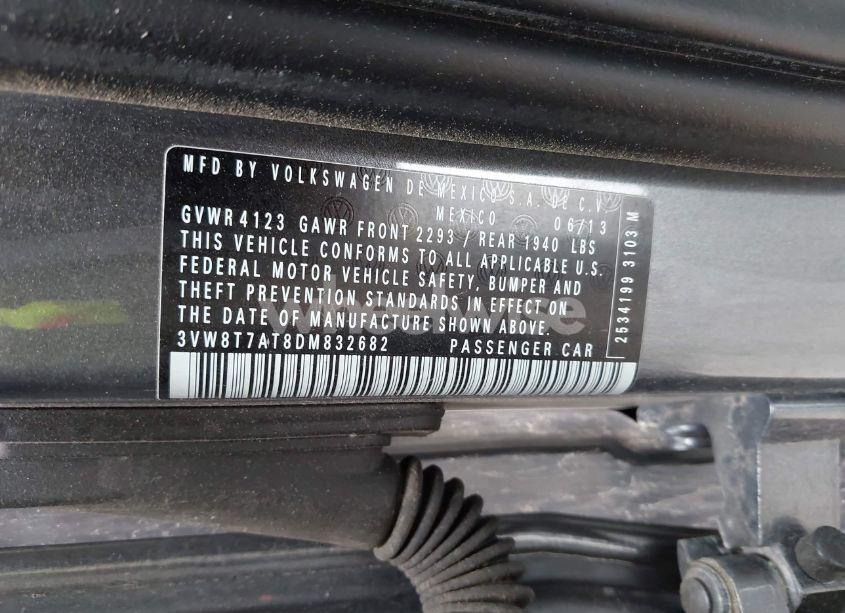 MFD BY VOLKSWAGEN DE MEXICO S.A. DE C.V.
MEXICO 06/13
GVWR 4123 GAWR FRONT 2293 / REAR 1940 LBS
THIS VEHICLE CONFORMS TO ALL APPLICABLE U.S.
FEDERAL MOTOR VEHICLE SAFETY, BUMPER AND
THEFT PREVENTION STANDARDS IN EFFECT ON
THE DATE OF MANUFACTURE SHOWN ABOVE.
3VW8T7AT8DM832682 PASSENGER CAR
2534199 3103 M
wheelwise